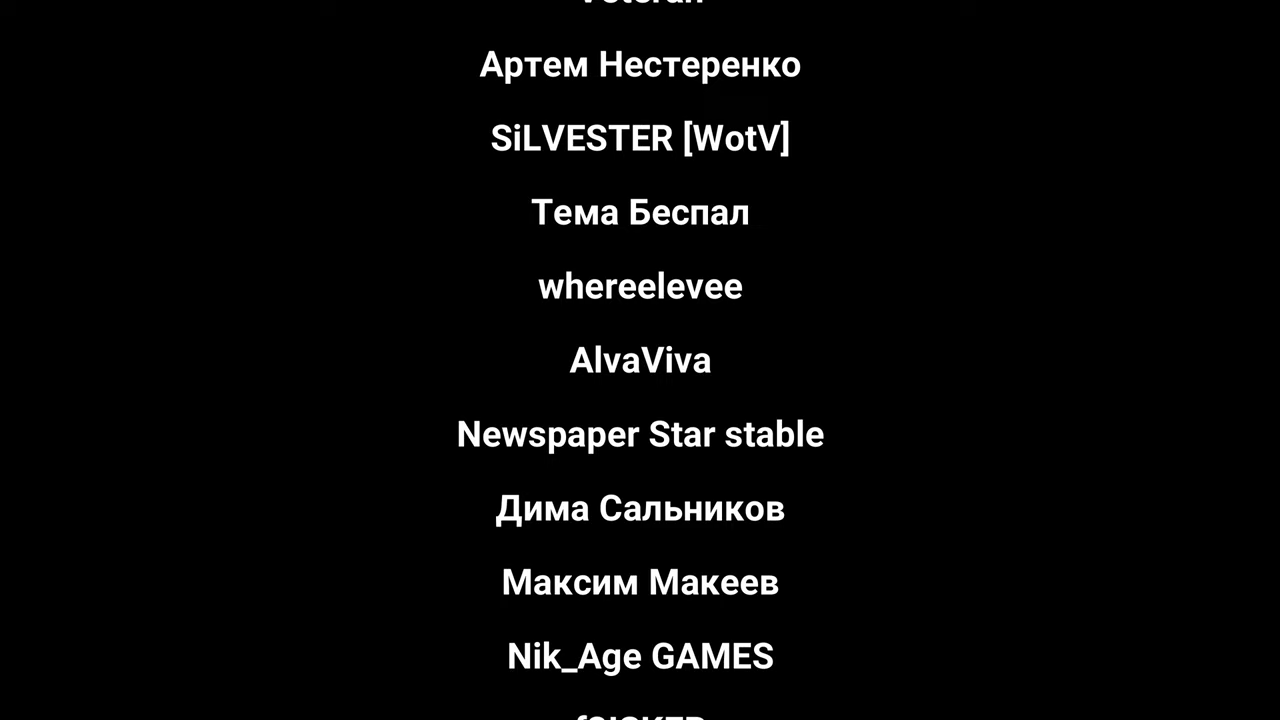 Артем Нестеренко
SiLVESTER [WotV]
Тема Беспал
whereelevee
AlvaViva
Newspaper Star stable
Дима Сальников
Максим Макеев
Nik_Age GAMES